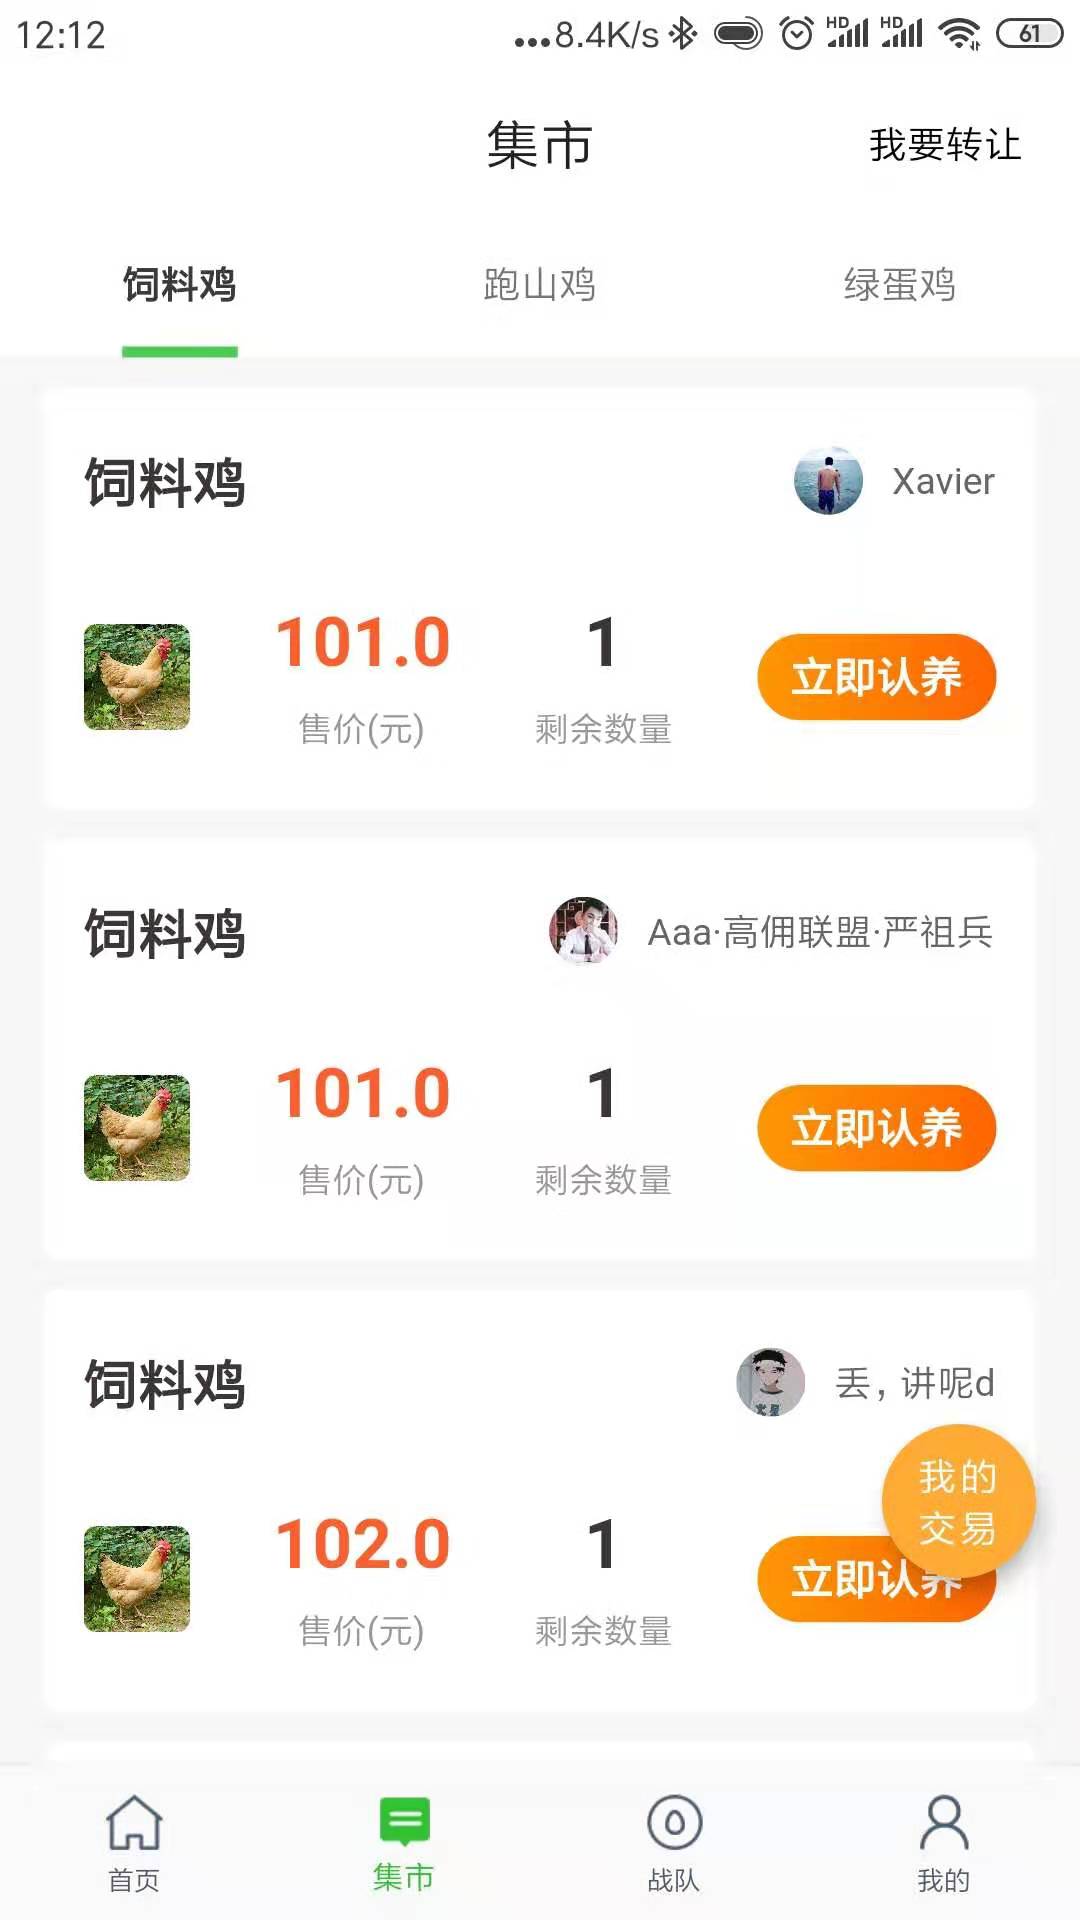 12:12
...8.4K/s HD HD 61
集市
我要转让
饲料鸡 跑山鸡 绿蛋鸡
饲料鸡
Xavier
101.0 1
立即认养
售价(元) 剩余数量
饲料鸡
Aaa·高佣联盟·严祖兵
101.0 1
立即认养
售价(元) 剩余数量
饲料鸡
丢，讲呢d
我的
交易
102.0 1
立即认养
售价(元) 剩余数量
首页 集市 战队 我的